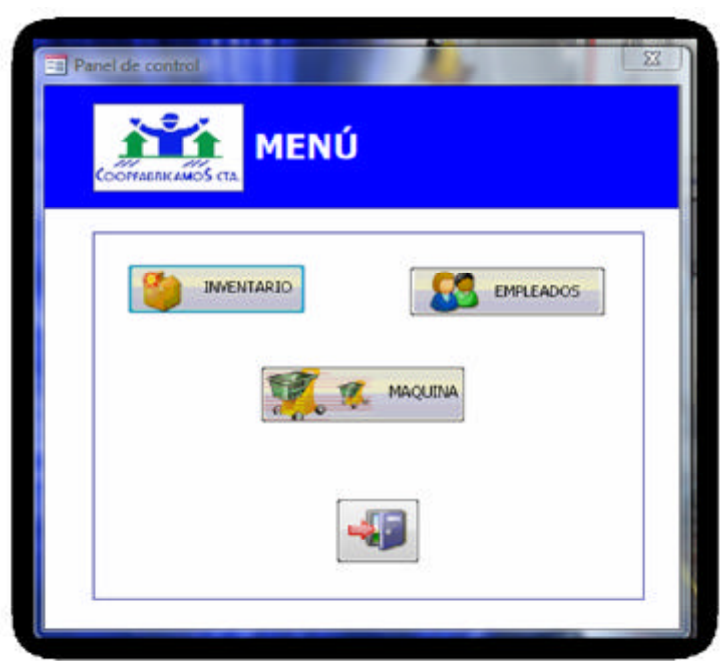 Panel de control
MENÚ
COOPFABRICAMOS CTA.
INVENTARIO
EMPLEADOS
MAQUINA